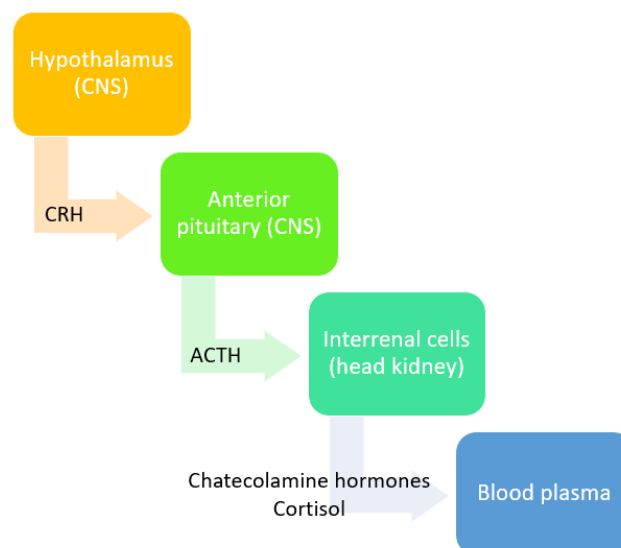 Hypothalamus
(CNS)
CRH
Anterior
pituitary (CNS)
ACTH
Interrenal cells
(head kidney)
Chatecolamine hormones
Cortisol
Blood plasma